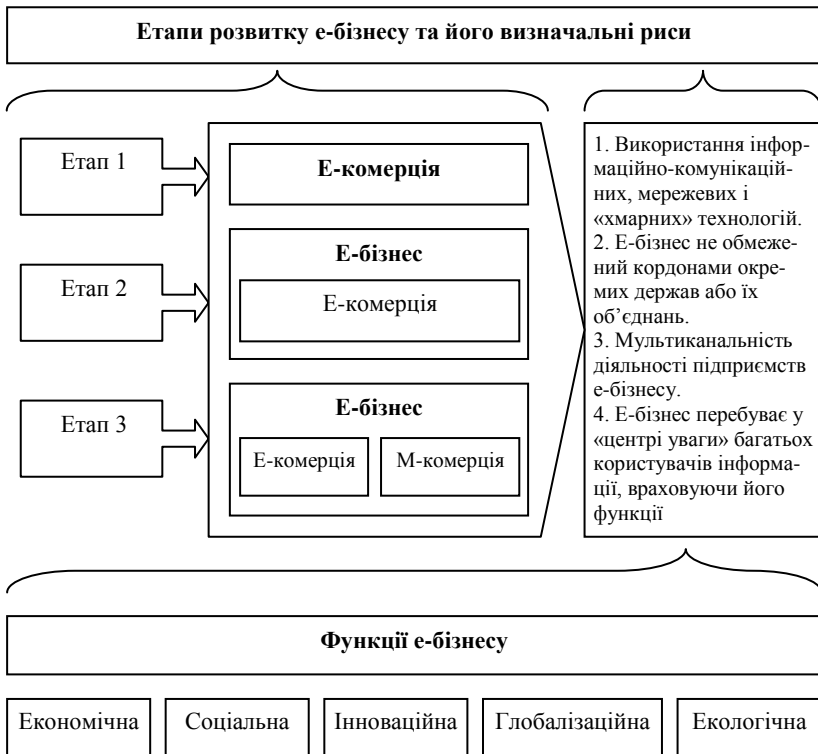 Етапи розвитку е-бізнесу та його визначальні риси
Етап 1
Е-комерція
Етап 2
Е-бізнес
Е-комерція
Етап 3
Е-бізнес
Е-комерція
М-комерція
1. Використання інфор-
маційно-комунікацій-
них, мережевих і
«хмарних» технологій.
2. Е-бізнес не обмеже-
ний кордонами окре-
мих держав або їх
об’єднань.
3. Мультиканальність
діяльності підприємств
е-бізнесу.
4. Е-бізнес перебуває у
«центрі уваги» багатьох
користувачів інформа-
ції, враховуючи його
функції
Функції е-бізнесу
Економічна
Соціальна
Інноваційна
Глобалізаційна
Екологічна